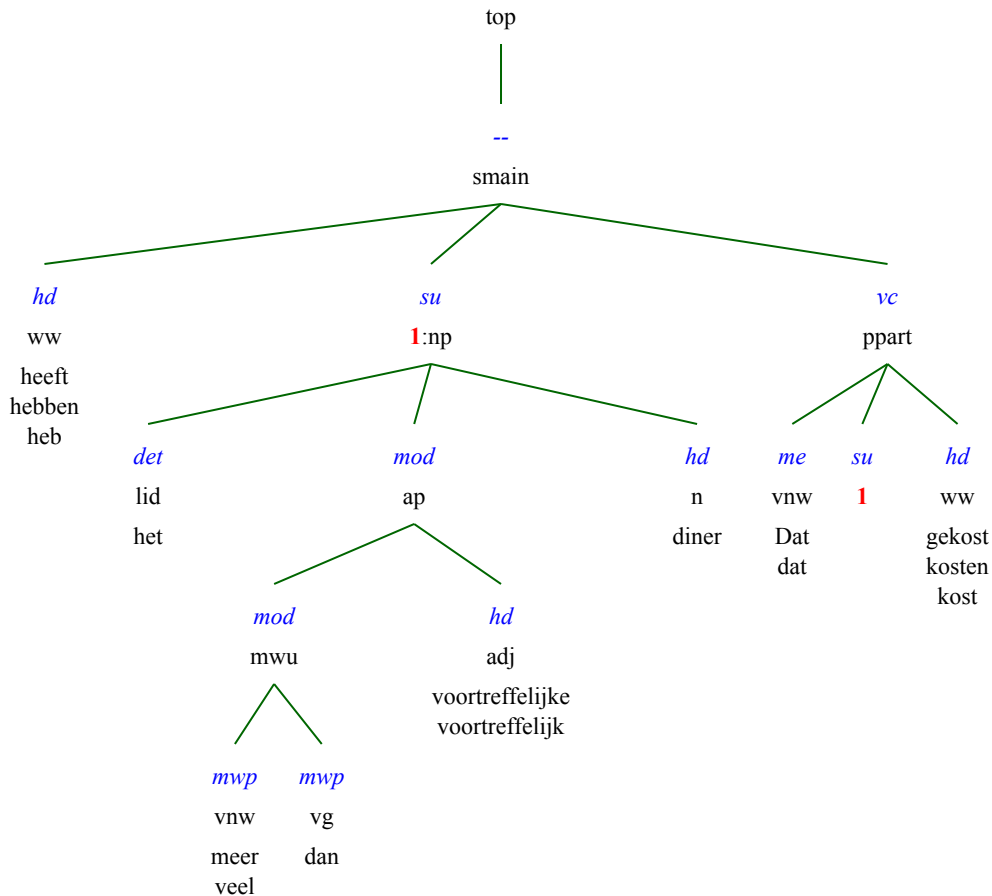 top
--
smain
hd su vc
ww 1:np ppart
heeft
hebben
heb
det mod hd me su hd
lid ap n vnw 1 ww
het diner Dat gekost
dat kosten
kost
mod hd
mwu adj
voortreffelijke
voortreffelijk
mwp mwp
vnw vg
meer dan
veel